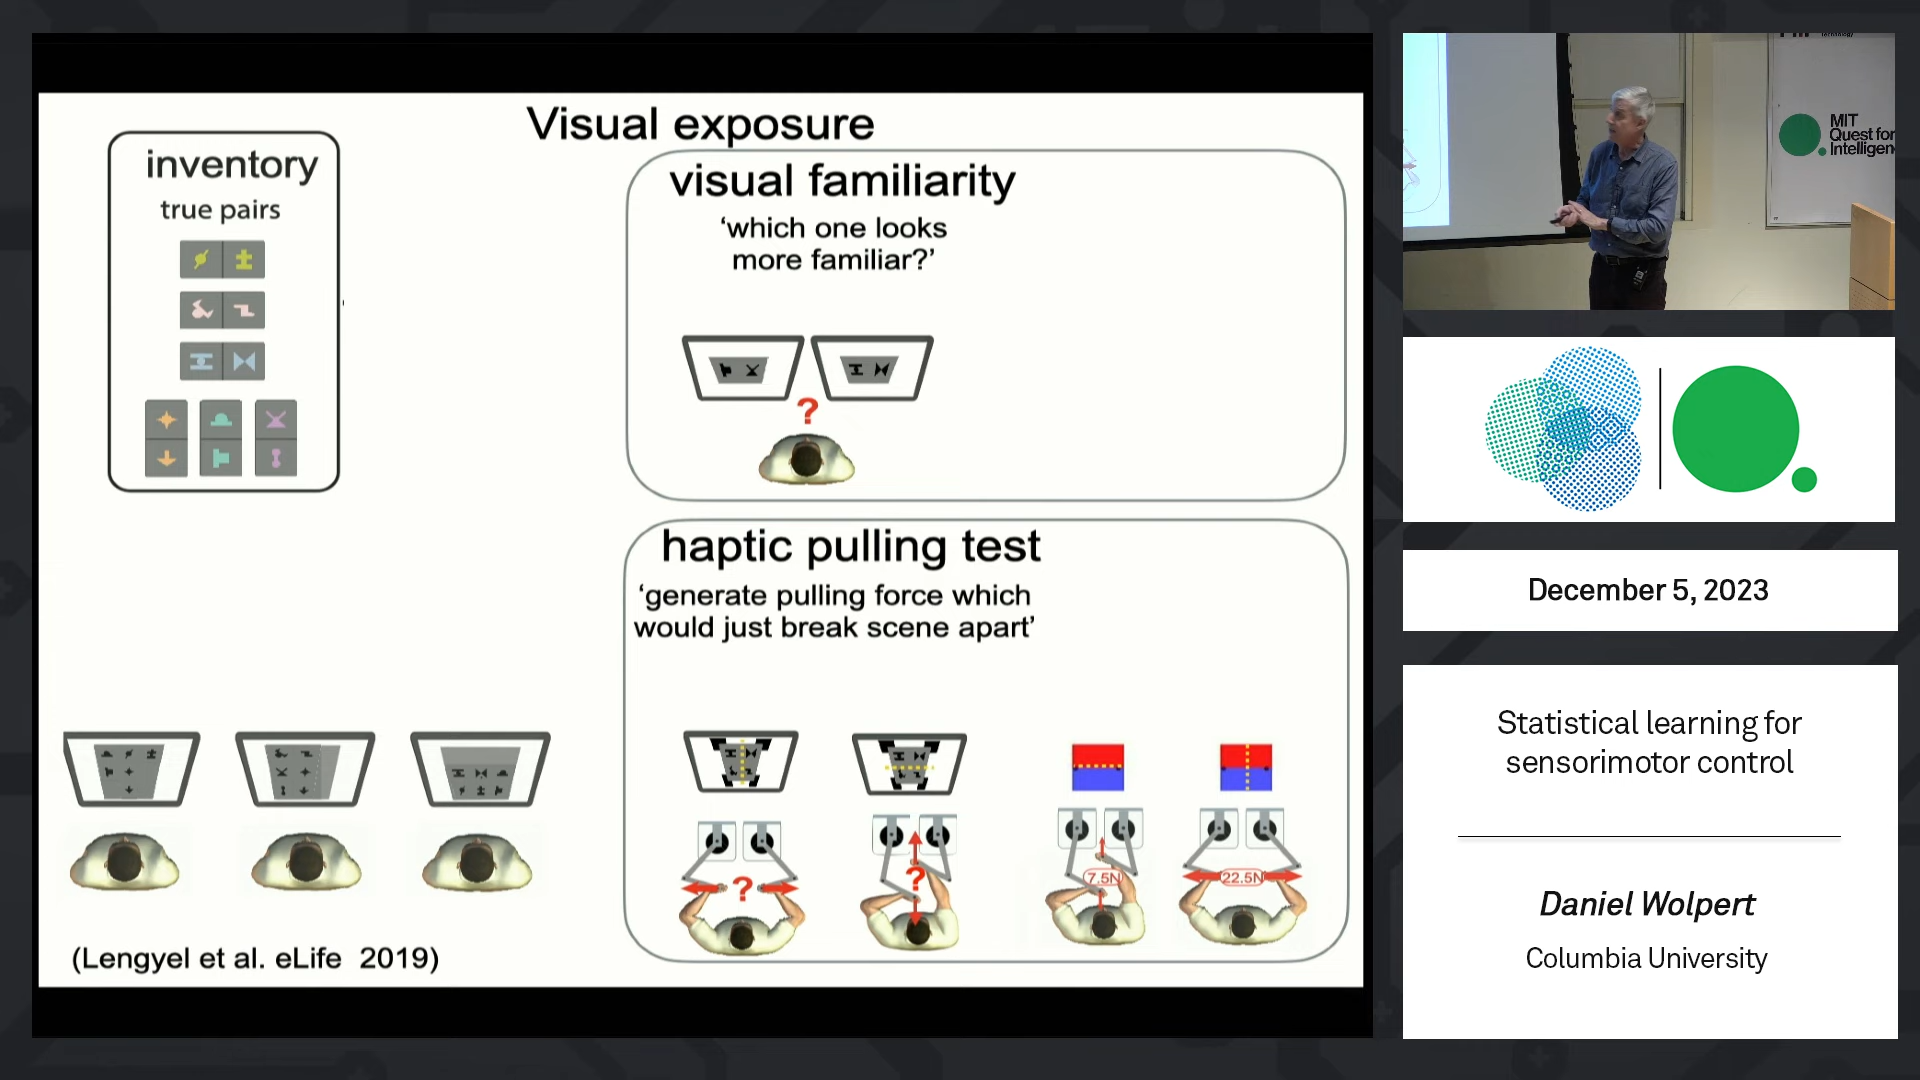 Visual exposure
inventory
true pairs
visual familiarity
‘which one looks
more familiar?’
?
haptic pulling test
‘generate pulling force which
would just break scene apart’
?
?
7.5N
22.5N
(Lengyel et al. eLife 2019)
MIT
Quest for
Intelligen
December 5, 2023
Statistical learning for
sensorimotor control
Daniel Wolpert
Columbia University